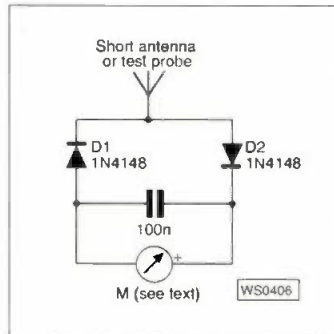 Short antenna
or test probe
D1
1N4148
D2
1N4148
100n
+
M (see text)
WS0406